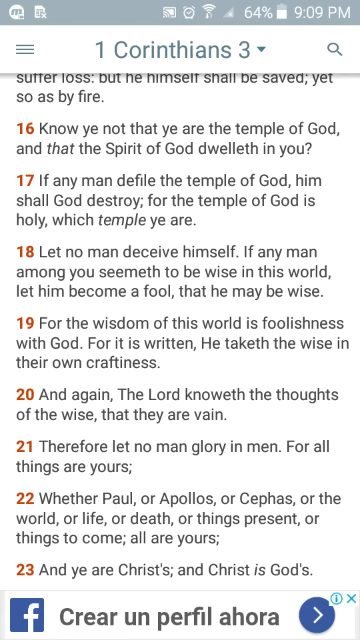 64% 9:09 PM
1 Corinthians 3
suffer loss: but he himself shall be saved; yet
so as by fire.
16 Know ye not that ye are the temple of God,
and that the Spirit of God dwelleth in you?
17 If any man defile the temple of God, him
shall God destroy; for the temple of God is
holy, which temple ye are.
18 Let no man deceive himself. If any man
among you seemeth to be wise in this world,
let him become a fool, that he may be wise.
19 For the wisdom of this world is foolishness
with God. For it is written, He taketh the wise in
their own craftiness.
20 And again, The Lord knoweth the thoughts
of the wise, that they are vain.
21 Therefore let no man glory in men. For all
things are yours;
22 Whether Paul, or Apollos, or Cephas, or the
world, or life, or death, or things present, or
things to come; all are yours;
23 And ye are Christ's; and Christ is God's.
Crear un perfil ahora